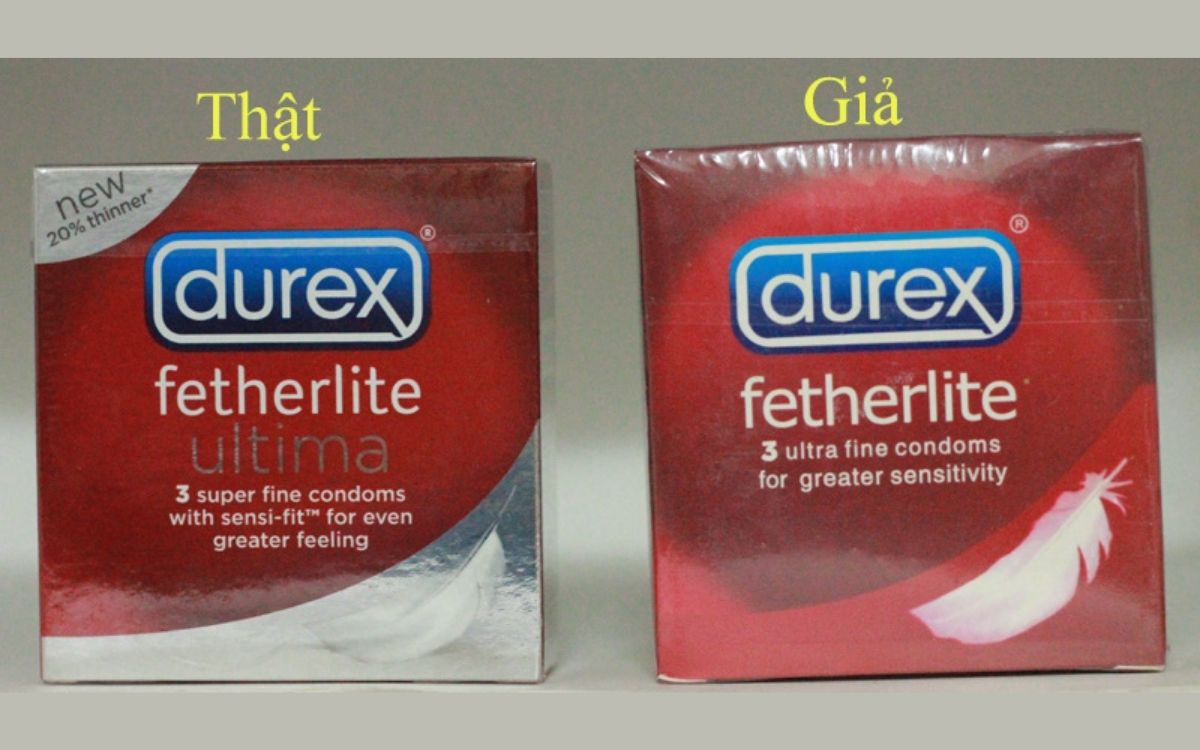 Thật
new
20% thinner*
durex®
fetherlite
ultima
3 super fine condoms
with sensi-fit™ for even
greater feeling
Giả
durex®
fetherlite
3 ultra fine condoms
for greater sensitivity